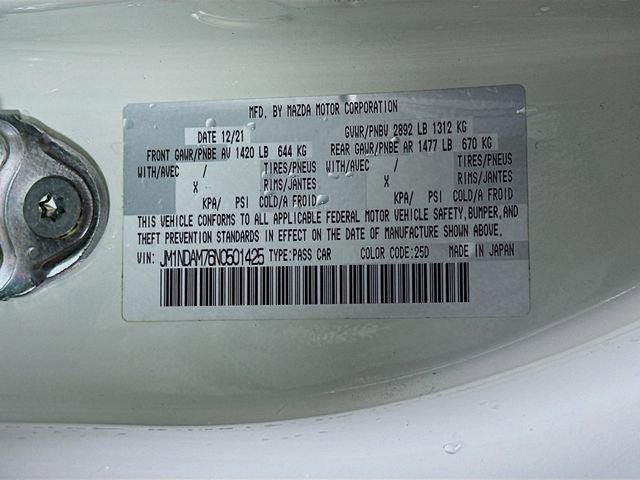 MFD. BY MAZDA MOTOR CORPORATION
DATE 12/21 GVWR/PNBV 2892 LB 1312 KG
FRONT GAWR/PNBE AV 1420 LB 644 KG REAR GAWR/PNBE AR 1477 LB 670 KG
WITH/AVEC / TIRES/PNEUS WITH/AVEC / TIRES/PNEUS
X RIMS/JANTES X RIMS/JANTES
KPA/ PSI COLD/A FROID KPA/ PSI COLD/A FROID
THIS VEHICLE CONFORMS TO ALL APPLICABLE FEDERAL MOTOR VEHICLE SAFETY, BUMPER, AND
THEFT PREVENTION STANDARDS IN EFFECT ON THE DATE OF MANUFACTURE SHOWN ABOVE.
VIN: JM1NDAM76N0501425 TYPE:PASS CAR COLOR CODE:25D MADE IN JAPAN